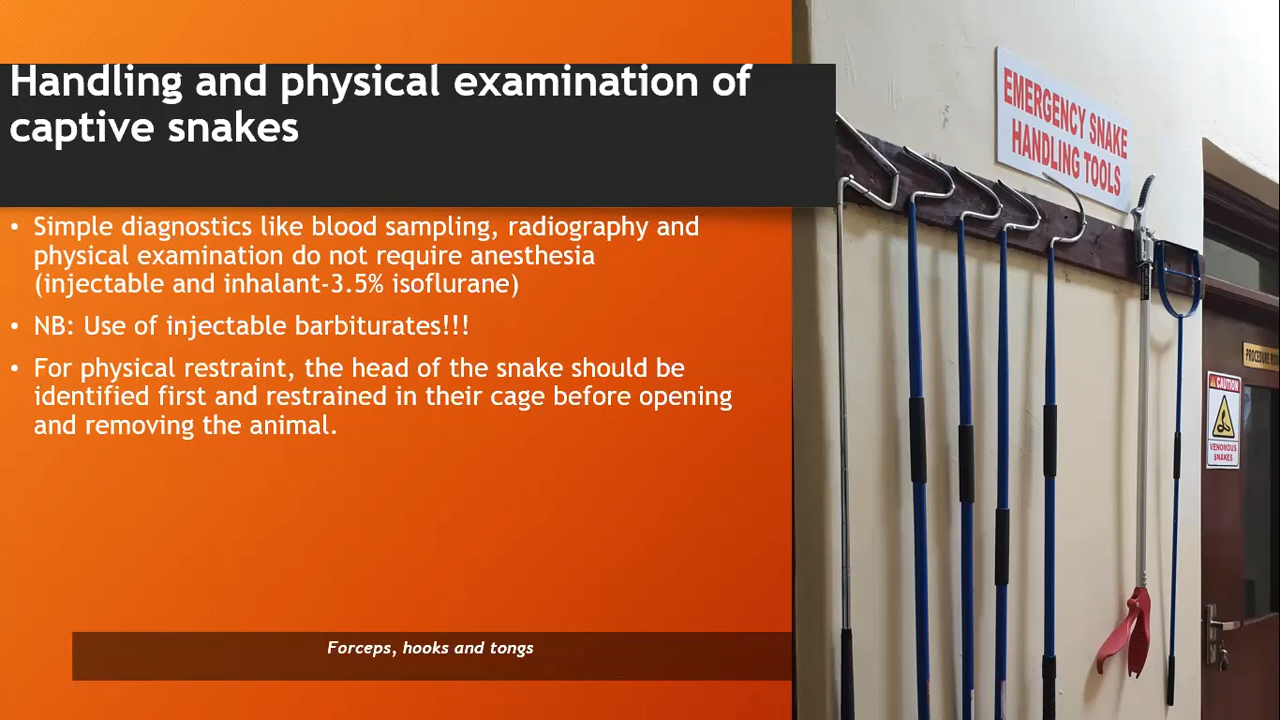 Handling and physical examination of
captive snakes
• Simple diagnostics like blood sampling, radiography and
physical examination do not require anesthesia
(injectable and inhalant-3.5% isoflurane)
• NB: Use of injectable barbiturates!!!
• For physical restraint, the head of the snake should be
identified first and restrained in their cage before opening
and removing the animal.
Forceps, hooks and tongs
EMERGENCY SNAKE
HANDLING TOOLS
PROCEDURE
CAUTION
VENOMOUS
SNAKES